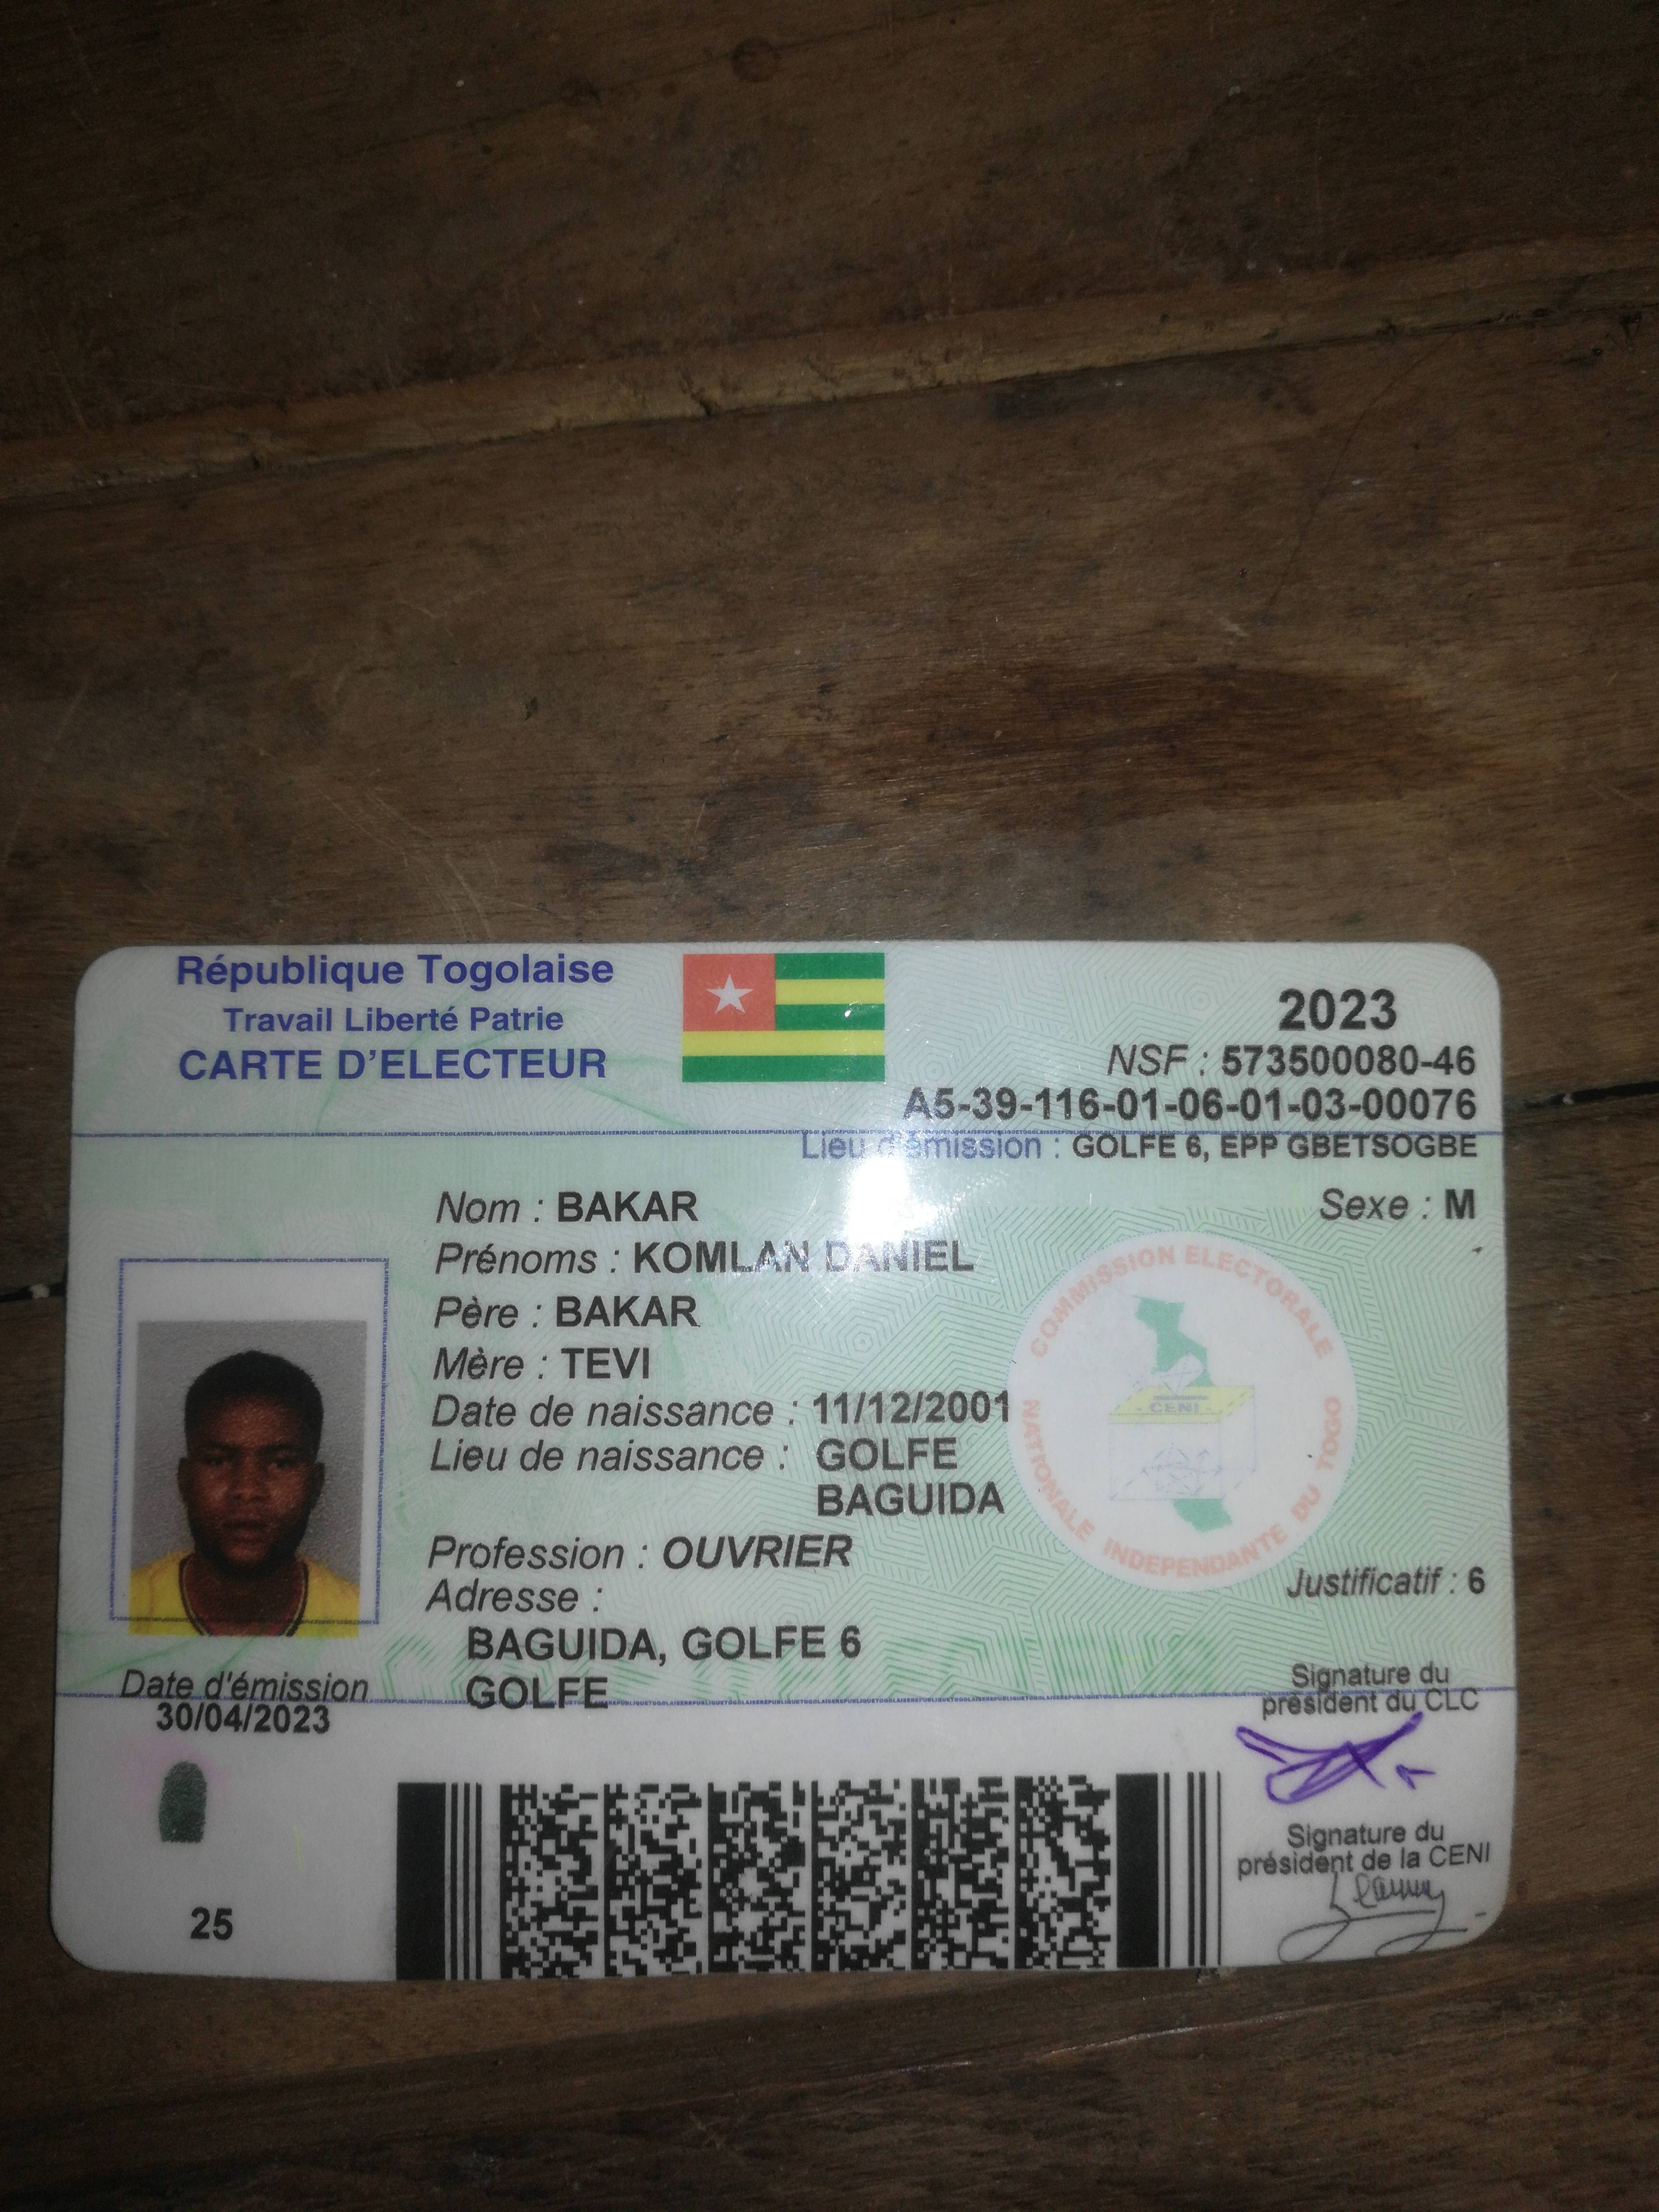 République Togolaise
Travail Liberté Patrie
CARTE D'ELECTEUR
2023
NSF : 573500080-46
A5-39-116-01-06-01-03-00076
Lieu d'émission : GOLFE 6, EPP GBETSOGBE
Nom : BAKAR
Sexe : M
Prénoms : KOMLAN DANIEL
Père : BAKAR
Mère : TEVI
Date de naissance : 11/12/2001
Lieu de naissance : GOLFE
BAGUIDA
Profession : OUVRIER
Adresse :
BAGUIDA, GOLFE 6
GOLFE
COMMISSION ELECTORALE
NATIONALE INDEPENDANTE DU TOGO
- CENI -
Justificatif : 6
Date d'émission
30/04/2023
25
Signature du
président du CLC
Signature du
président de la CENI